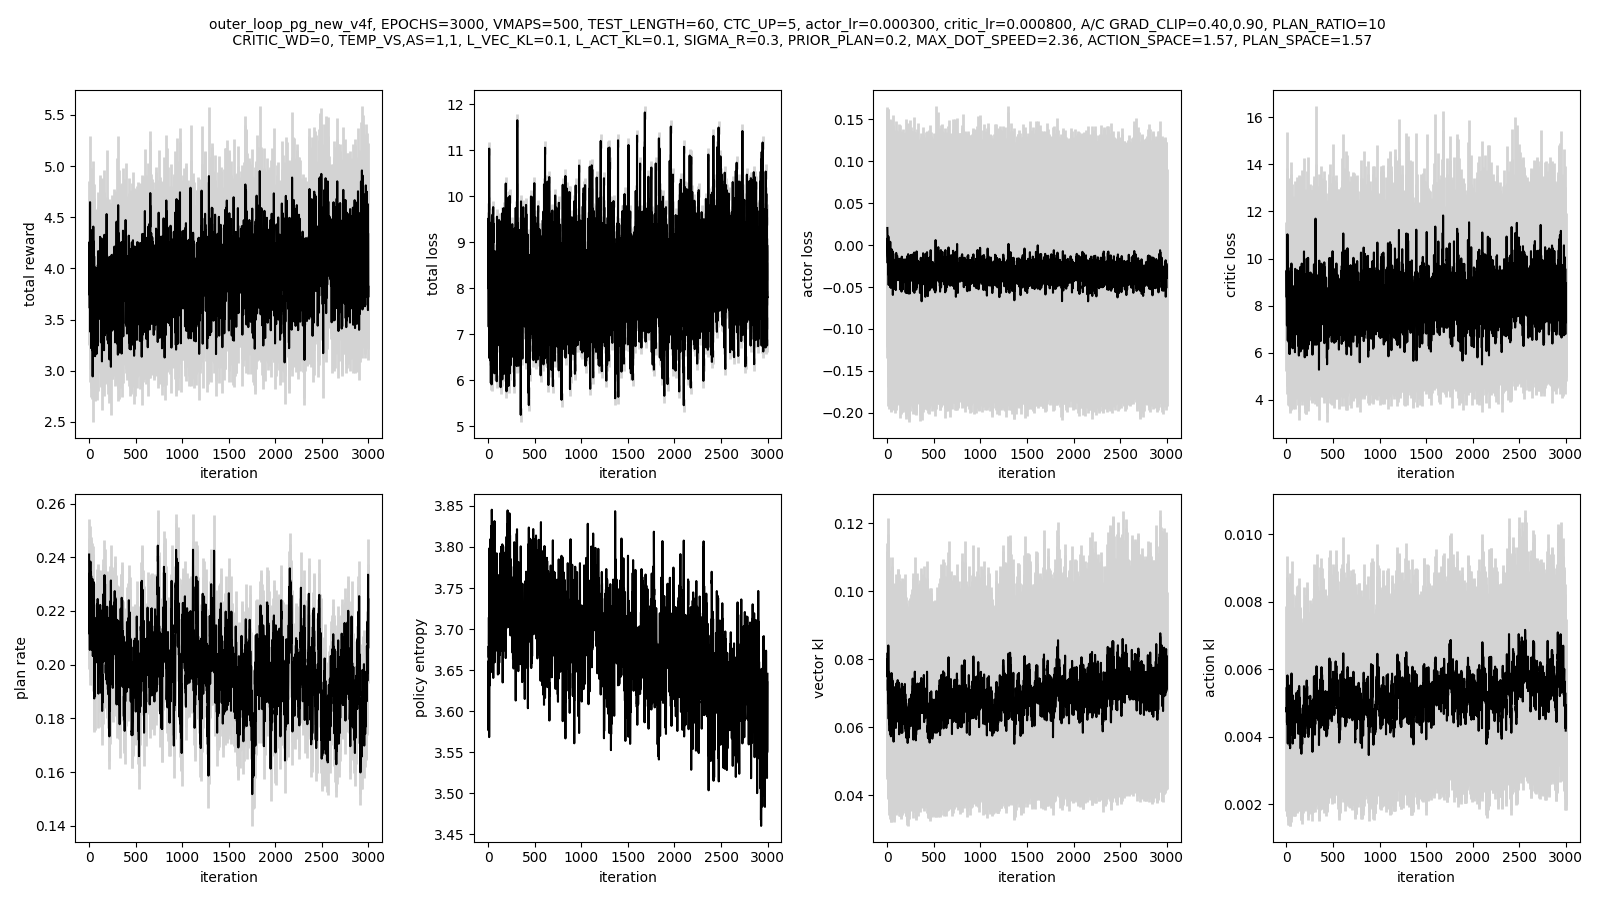 outer_loop_pg_new_v4f, EPOCHS=3000, VMAPS=500, TEST_LENGTH=60, CTC_UP=5, actor_lr=0.000300, critic_lr=0.000800, A/C GRAD_CLIP=0.40,0.90, PLAN_RATIO=10
CRITIC_WD=0, TEMP_VS,AS=1,1, L_VEC_KL=0.1, L_ACT_KL=0.1, SIGMA_R=0.3, PRIOR_PLAN=0.2, MAX_DOT_SPEED=2.36, ACTION_SPACE=1.57, PLAN_SPACE=1.57
total reward
5.5
5.0
4.5
4.0
3.5
3.0
2.5
0 500 1000 1500 2000 2500 3000
iteration
total loss
12
11
10
9
8
7
6
5
0 500 1000 1500 2000 2500 3000
iteration
actor loss
0.15
0.10
0.05
0.00
−0.05
−0.10
−0.15
−0.20
0 500 1000 1500 2000 2500 3000
iteration
critic loss
16
14
12
10
8
6
4
0 500 1000 1500 2000 2500 3000
iteration
plan rate
0.26
0.24
0.22
0.20
0.18
0.16
0.14
0 500 1000 1500 2000 2500 3000
iteration
policy entropy
3.85
3.80
3.75
3.70
3.65
3.60
3.55
3.50
3.45
0 500 1000 1500 2000 2500 3000
iteration
vector kl
0.12
0.10
0.08
0.06
0.04
0 500 1000 1500 2000 2500 3000
iteration
action kl
0.010
0.008
0.006
0.004
0.002
0 500 1000 1500 2000 2500 3000
iteration